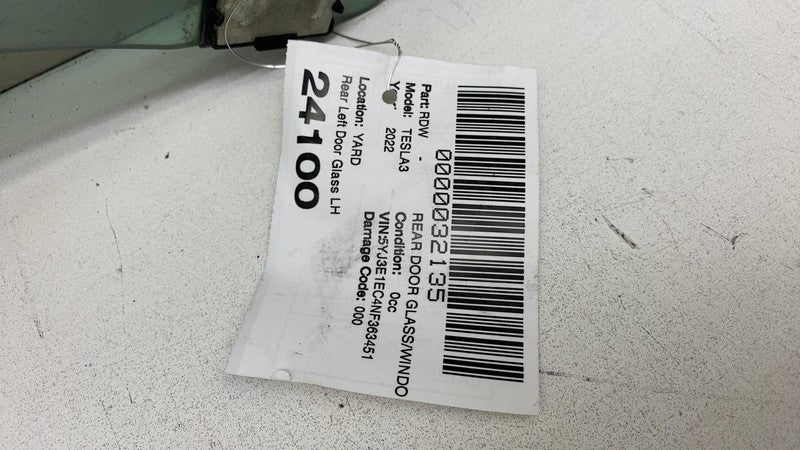 0000032135
Part: RDW - REAR DOOR GLASS/WINDO
Model: TESLA3 Condition: 0cc
Year 2022 VIN:5YJ3E1EC4NF363451
Damage Code: 000
Location: YARD
Rear Left Door Glass LH
24100